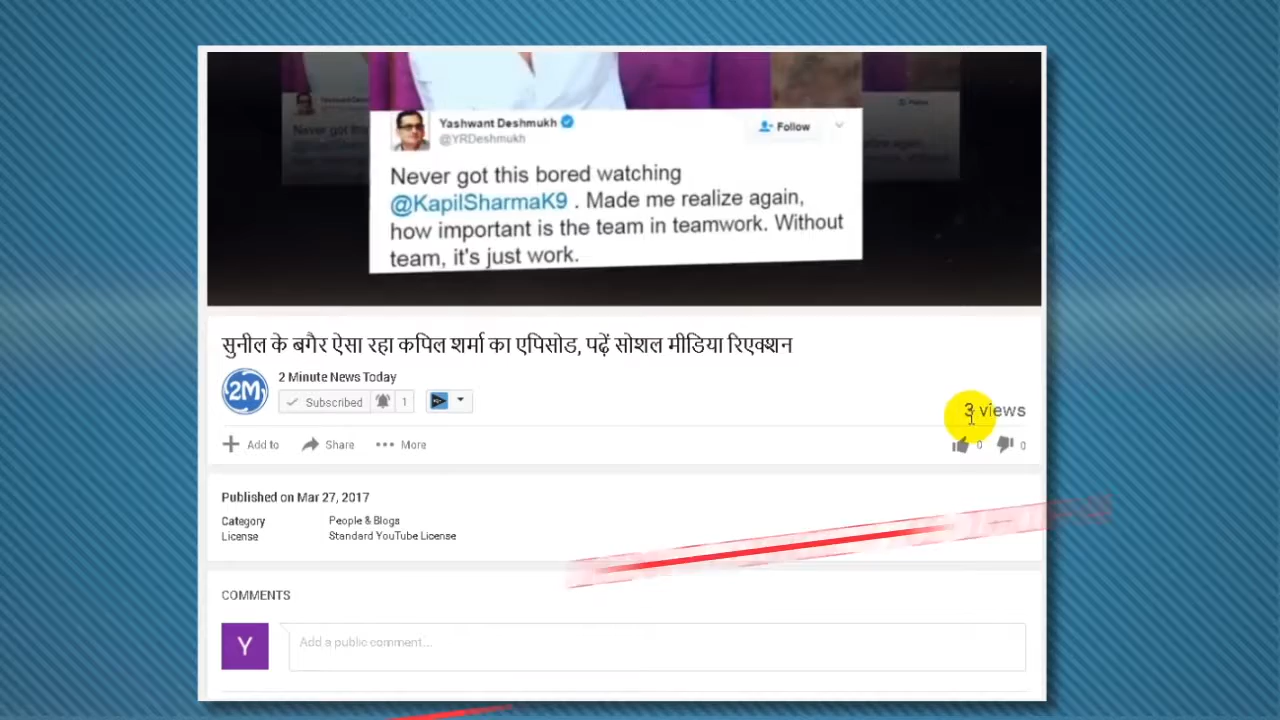 Yashwant Deshmukh
@YRDeshmukh
Follow
Never got this bored watching
@KapilSharmaK9 . Made me realize again,
how important is the team in teamwork. Without
team, it's just work.
सुनील के बगैर ऐसा रहा कपिल शर्मा का एपिसोड, पढ़ें सोशल मीडिया रिएक्शन
2M
2 Minute News Today
Subscribed 1
3 views
Add to Share More 0 0
Published on Mar 27, 2017
Category People & Blogs
License Standard YouTube License
COMMENTS
Y
Add a public comment...